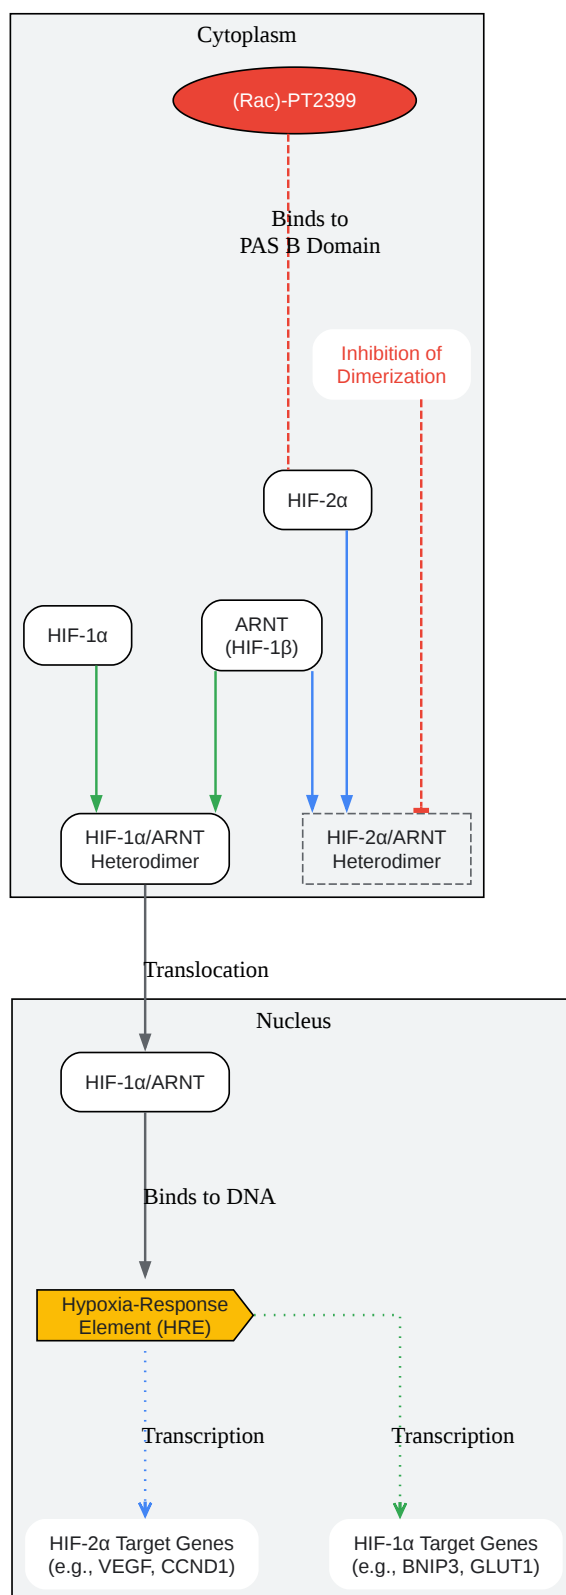 Cytoplasm
(Rac)-PT2399
Binds to
PAS B Domain
Inhibition of
Dimerization
HIF-2α
HIF-1α
ARNT
(HIF-1β)
HIF-1α/ARNT
Heterodimer
HIF-2α/ARNT
Heterodimer
Translocation
Nucleus
HIF-1α/ARNT
Binds to DNA
Hypoxia-Response
Element (HRE)
Transcription
Transcription
HIF-2α Target Genes
(e.g., VEGF, CCND1)
HIF-1α Target Genes
(e.g., BNIP3, GLUT1)